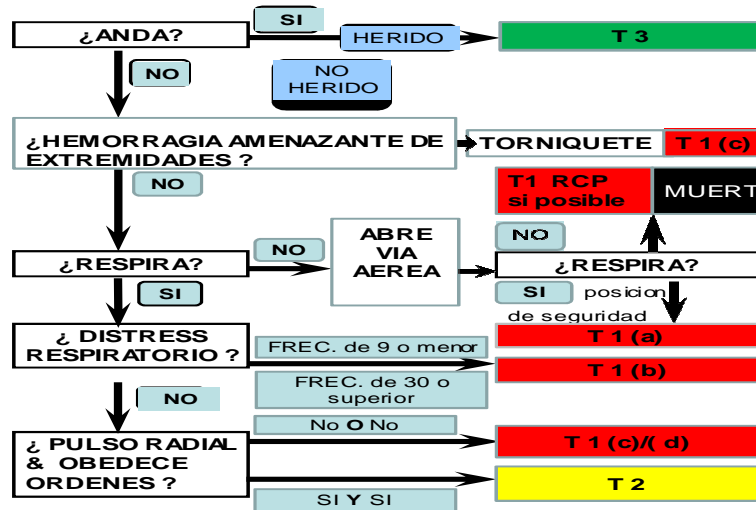 ¿ANDA?
SI
HERIDO
T 3
NO
NO
HERIDO
¿HEMORRAGIA AMENAZANTE DE
EXTREMIDADES ?
TORNIQUETE
T 1 (c)
NO
T1 RCP
si posible
MUERT
¿RESPIRA?
NO
ABRE
VIA
AEREA
NO
¿RESPIRA?
SI
SI posicion
de seguridad
T 1 (a)
¿ DISTRESS
RESPIRATORIO ?
FREC. de 9 o menor
T 1 (b)
FREC. de 30 o
superior
NO
No O No
¿ PULSO RADIAL
& OBEDECE
ORDENES ?
T 1 (c)/( d)
T 2
SI Y SI